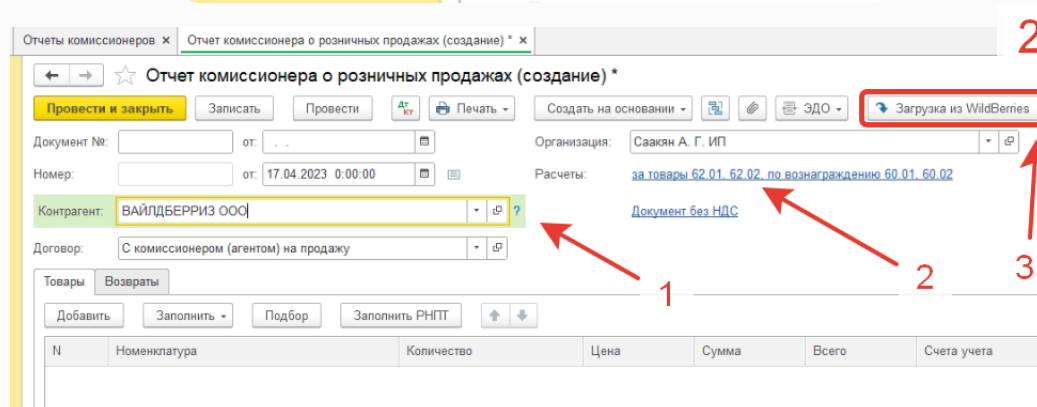 Отчеты комиссионеров × Отчет комиссионера о розничных продажах (создание) * ×
2
Отчет комиссионера о розничных продажах (создание) *
Провести и закрыть Записать Провести Дт Кт Печать Создать на основании ЭДО Загрузка из WildBerries
Документ №: от: . . Организация: Саакян А. Г. ИП
Номер: от: 17.04.2023 0:00:00 Расчеты: за товары 62.01, 62.02, по вознаграждению 60.01, 60.02
Контрагент: ВАЙЛДБЕРРИЗ ООО ? Документ без НДС
Договор: С комиссионером (агентом) на продажу
1
2
3
Товары Возвраты
Добавить Заполнить Подбор Заполнить РНПТ
N Номенклатура Количество Цена Сумма Всего Счета учета